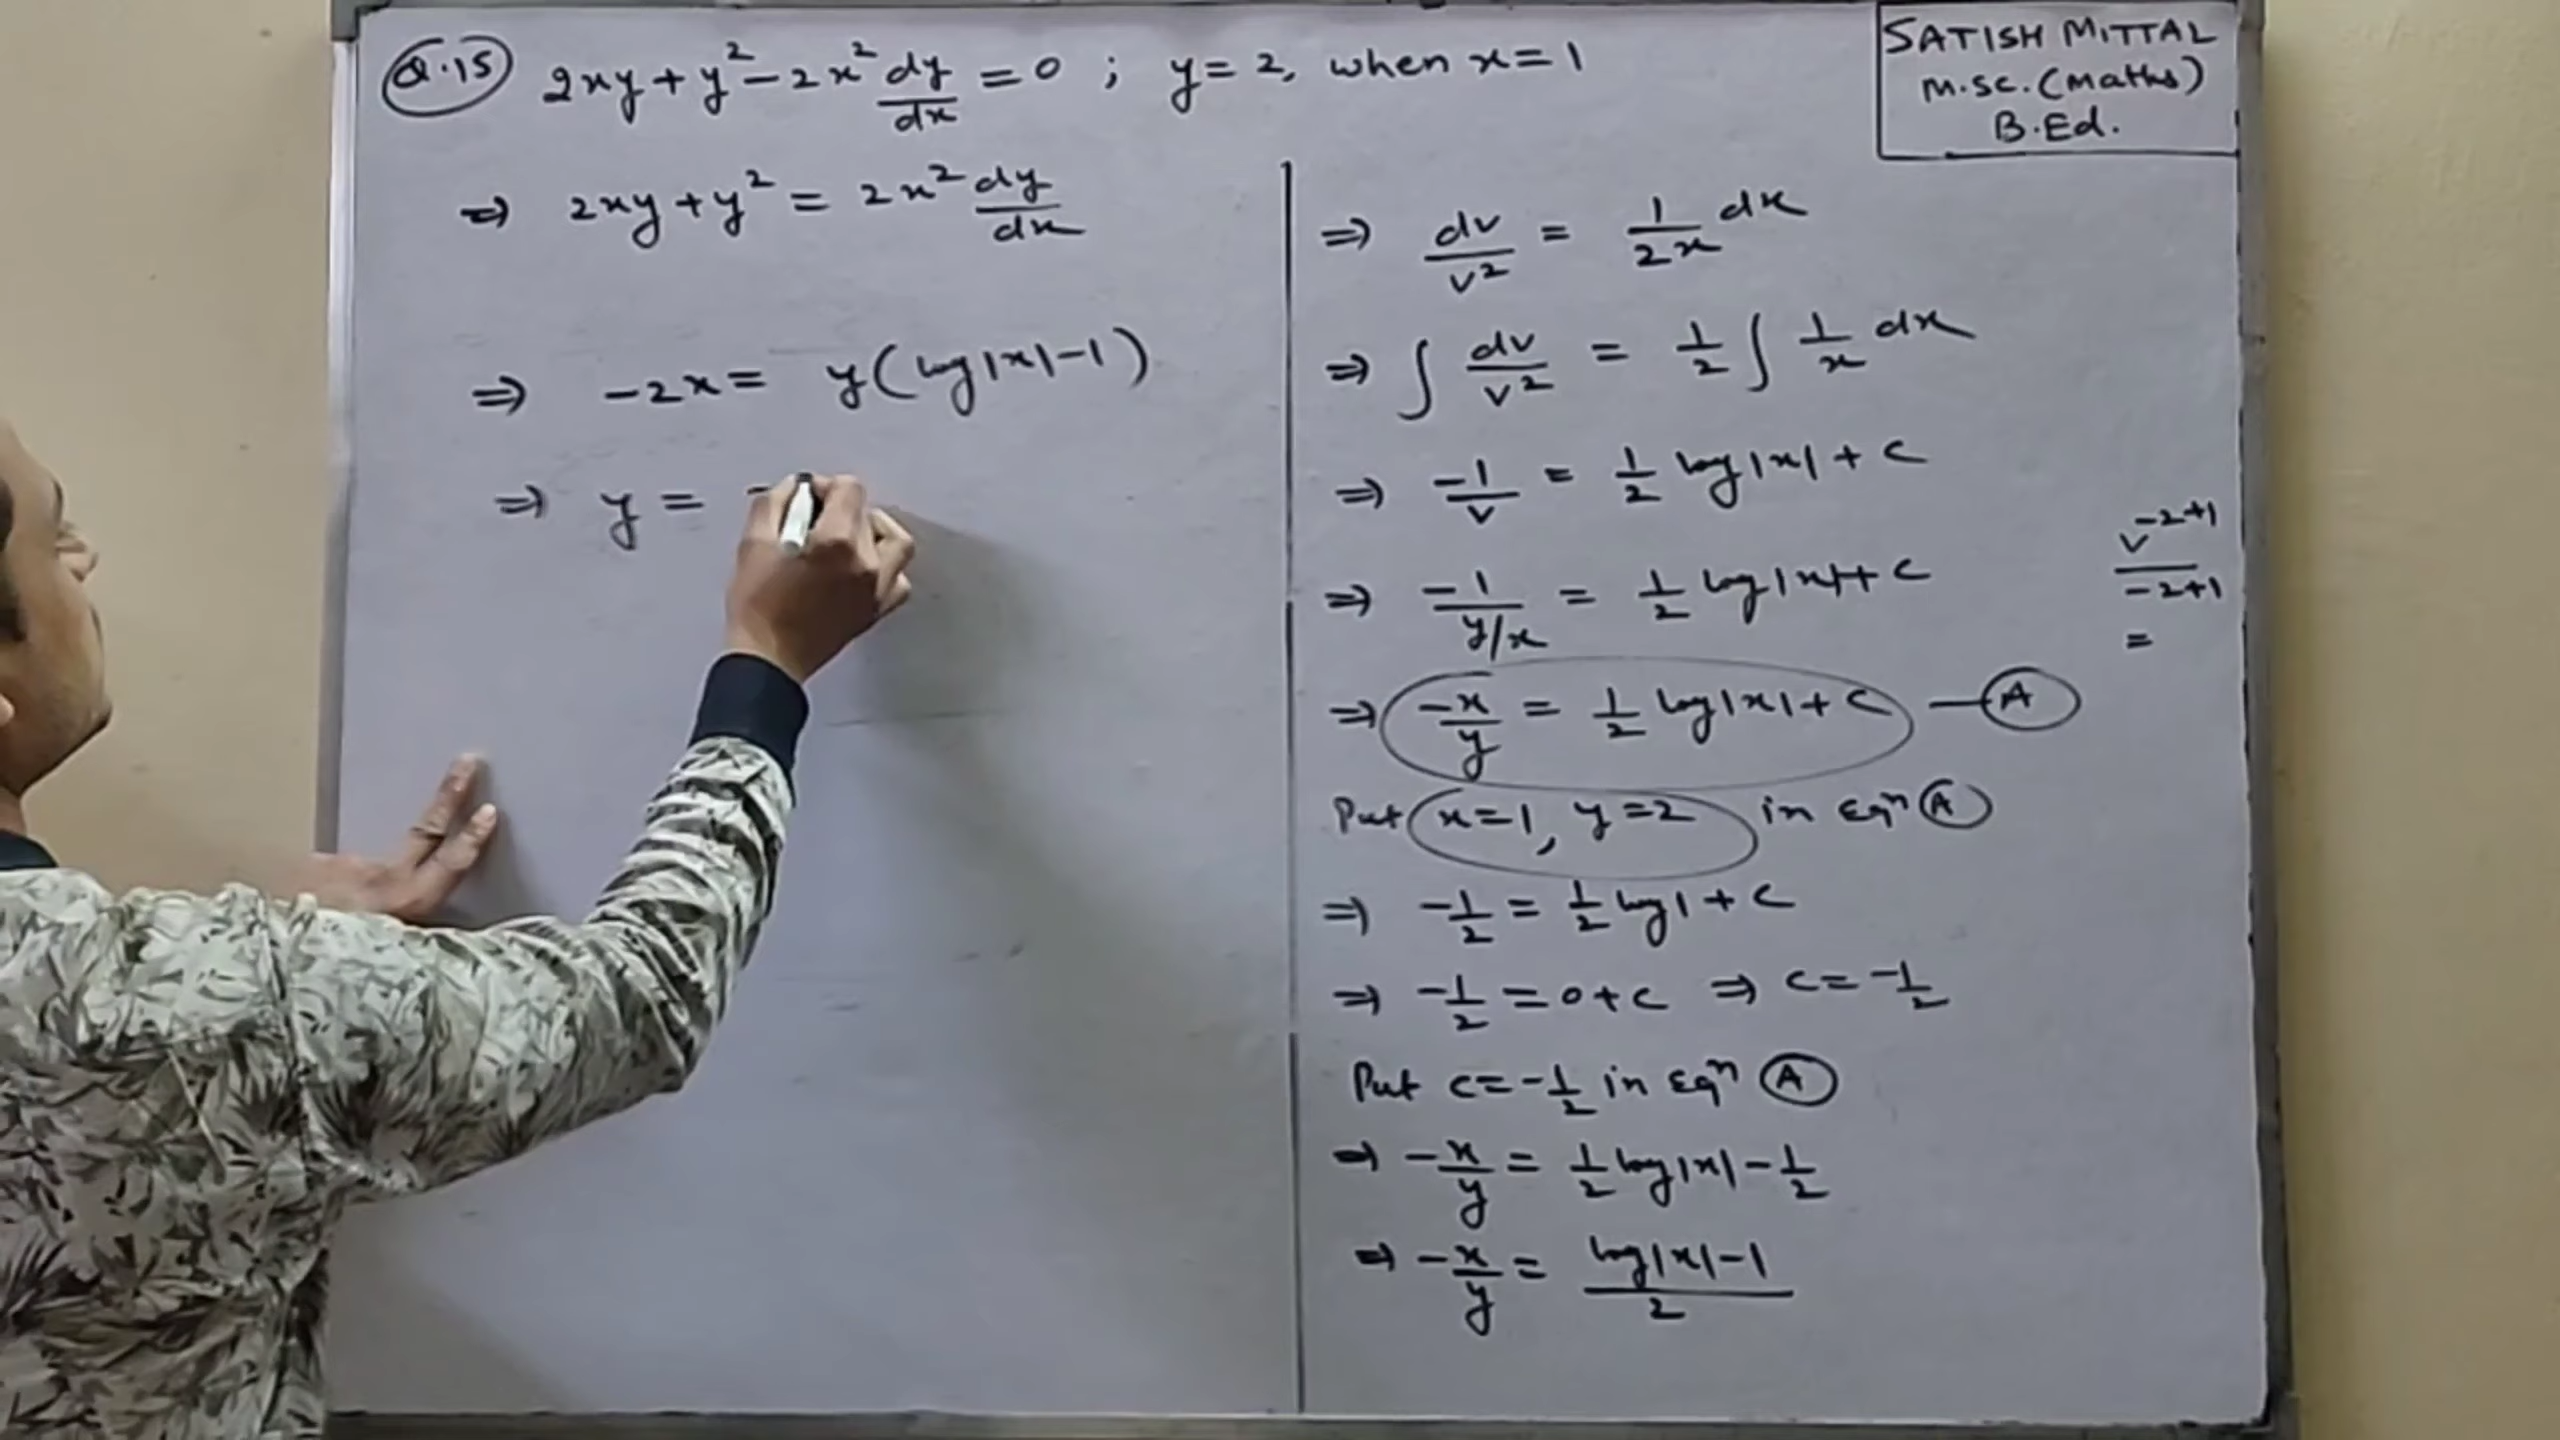 Q.15 2xy + y² - 2x² dy/dx = 0 ; y = 2, when x = 1
SATISH MITTAL
M.SC. (Maths)
B.Ed.
⇒ 2xy + y² = 2x² dy/dx
⇒ -2x = y(log|x| - 1)
⇒ y = -
⇒ dv/v² = 1/2x dx
⇒ ∫ dv/v² = 1/2 ∫ 1/x dx
⇒ -1/v = 1/2 log|x| + c
⇒ -1/y/x = 1/2 log|x| + c
⇒ -x/y = 1/2 log|x| + c — A
Put x = 1, y = 2 in Eqⁿ A
⇒ -1/2 = 1/2 log1 + c
⇒ -1/2 = 0 + c ⇒ c = -1/2
Put c = -1/2 in Eqⁿ A
⇒ -x/y = 1/2 log|x| - 1/2
⇒ -x/y = log|x| - 1/2
v⁻²⁺¹
-2+1
=